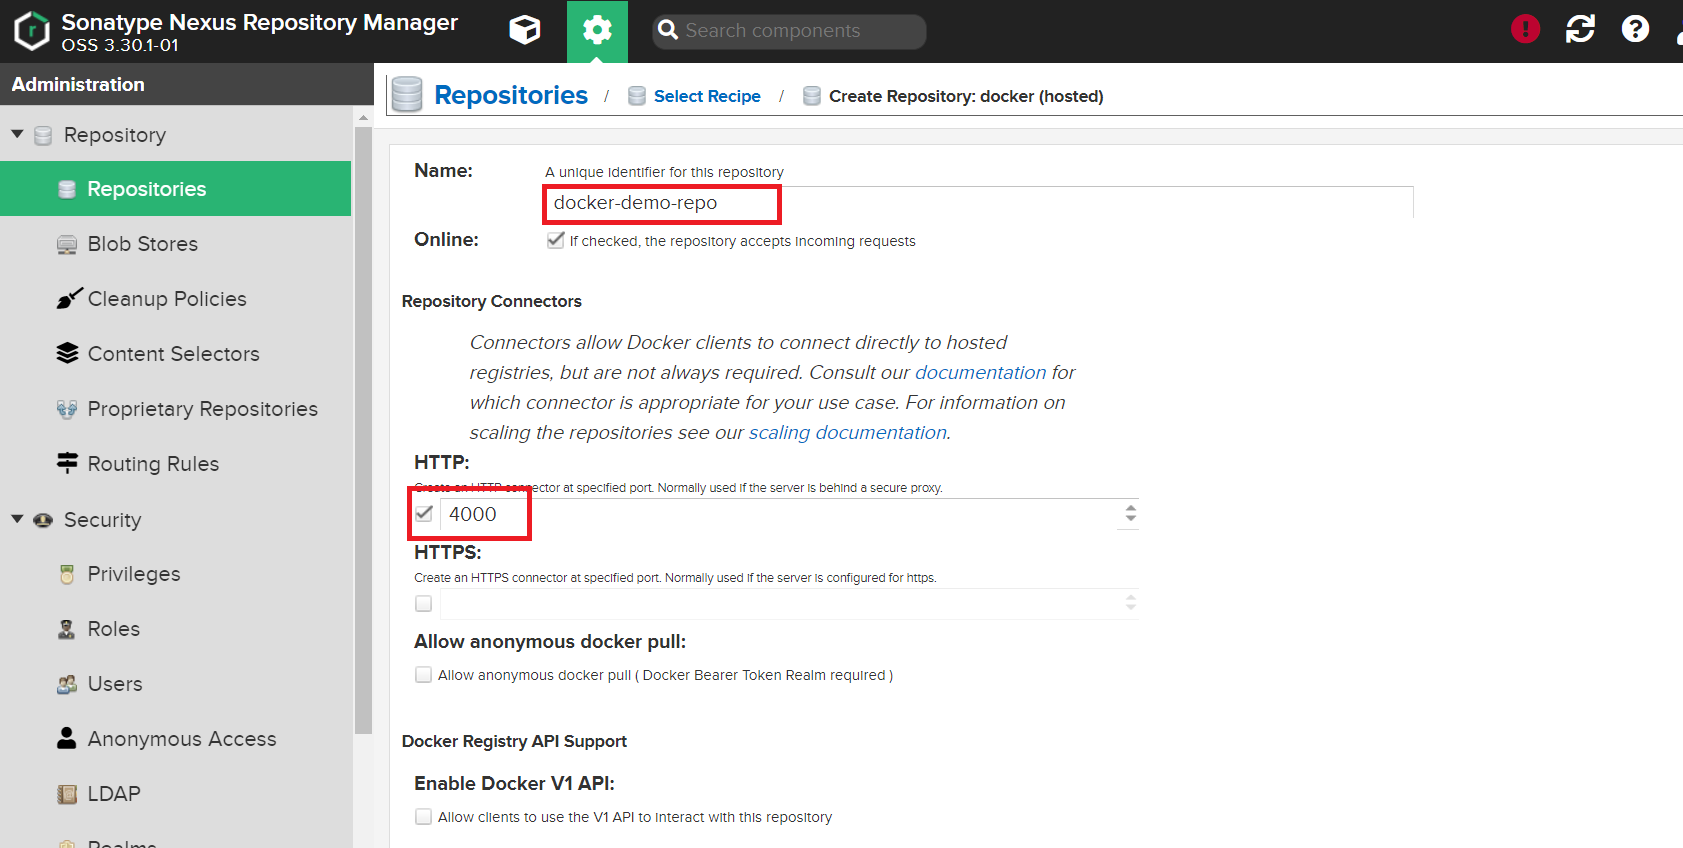 Sonatype Nexus Repository Manager
OSS 3.30.1-01
Search components
Administration
Repositories / Select Recipe / Create Repository: docker (hosted)
Repository
Repositories
Blob Stores
Cleanup Policies
Content Selectors
Proprietary Repositories
Routing Rules
Security
Privileges
Roles
Users
Anonymous Access
LDAP
Realms
Name:
A unique identifier for this repository
docker-demo-repo
Online:
If checked, the repository accepts incoming requests
Repository Connectors
Connectors allow Docker clients to connect directly to hosted
registries, but are not always required. Consult our documentation for
which connector is appropriate for your use case. For information on
scaling the repositories see our scaling documentation.
HTTP:
Create an HTTP connector at specified port. Normally used if the server is behind a secure proxy.
4000
HTTPS:
Create an HTTPS connector at specified port. Normally used if the server is configured for https.
Allow anonymous docker pull:
Allow anonymous docker pull ( Docker Bearer Token Realm required )
Docker Registry API Support
Enable Docker V1 API:
Allow clients to use the V1 API to interact with this repository